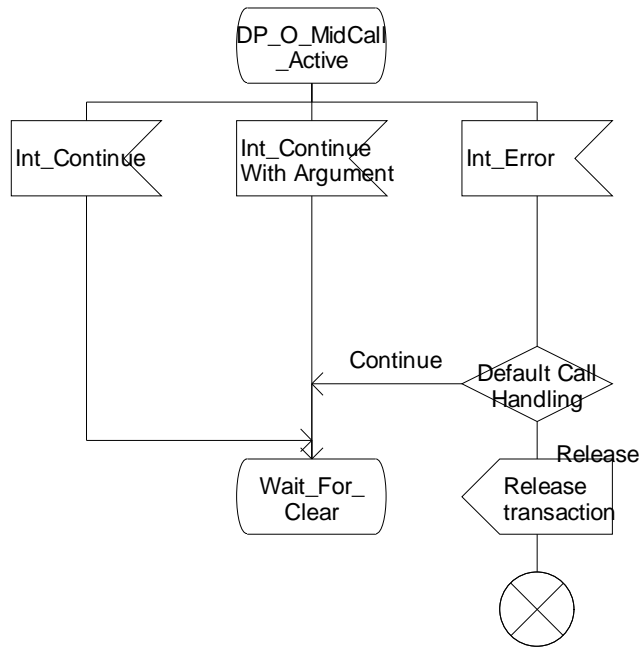 DP_O_MidCall
_Active
Int_Continue
Int_Continue
With Argument
Int_Error
Continue
Default Call
Handling
Release
Wait_For_
Clear
Release
transaction